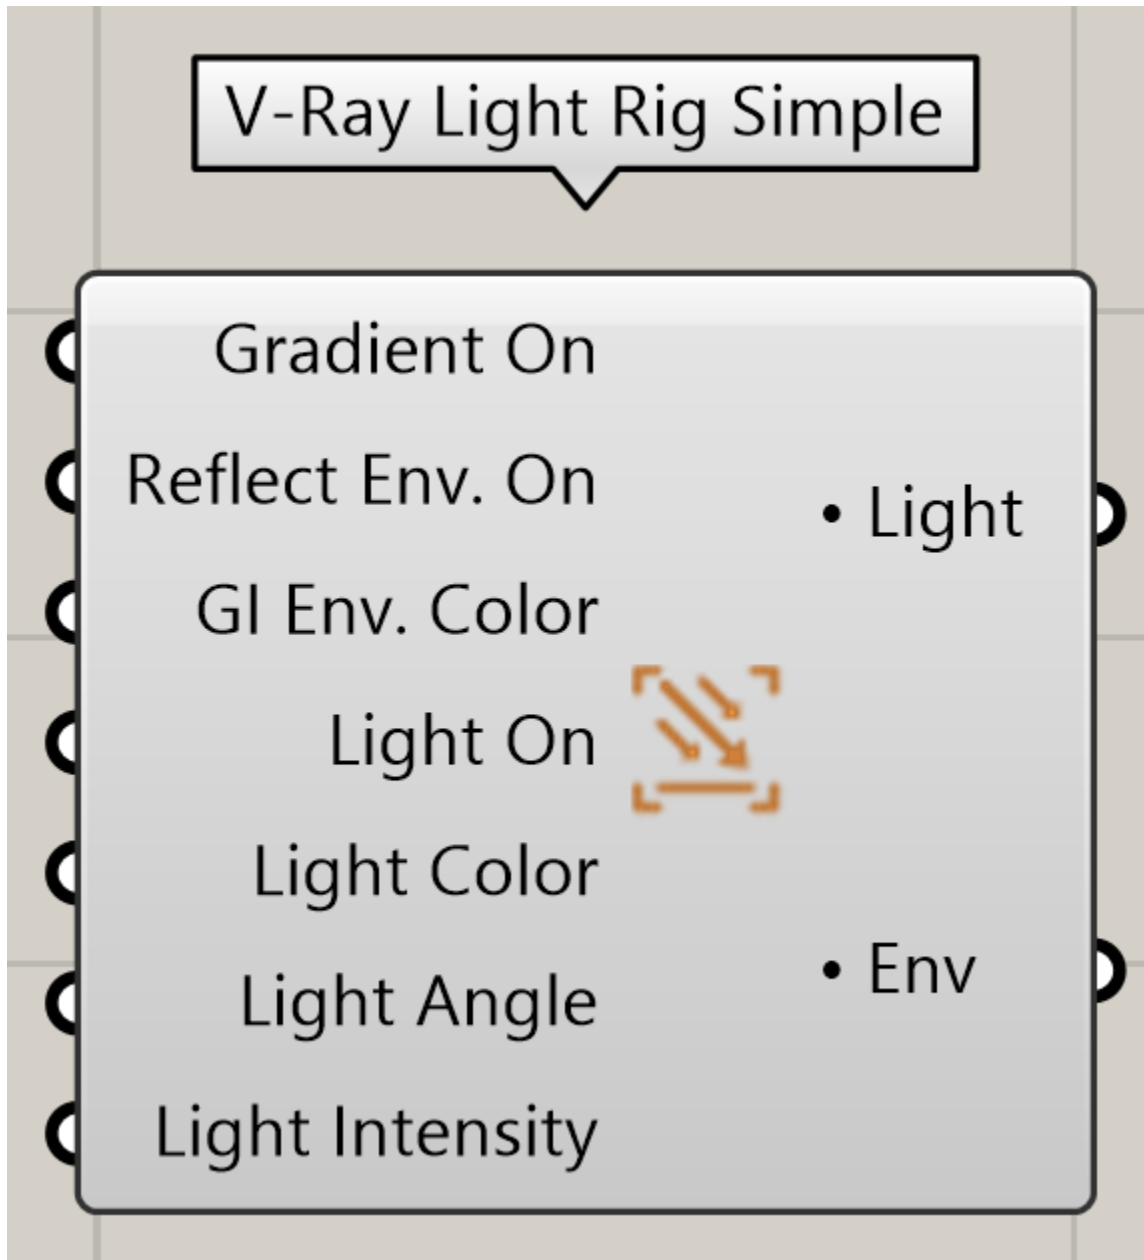 V-Ray Light Rig Simple
Gradient On
Reflect Env. On
GI Env. Color
Light On
Light Color
Light Angle
Light Intensity
• Light
• Env